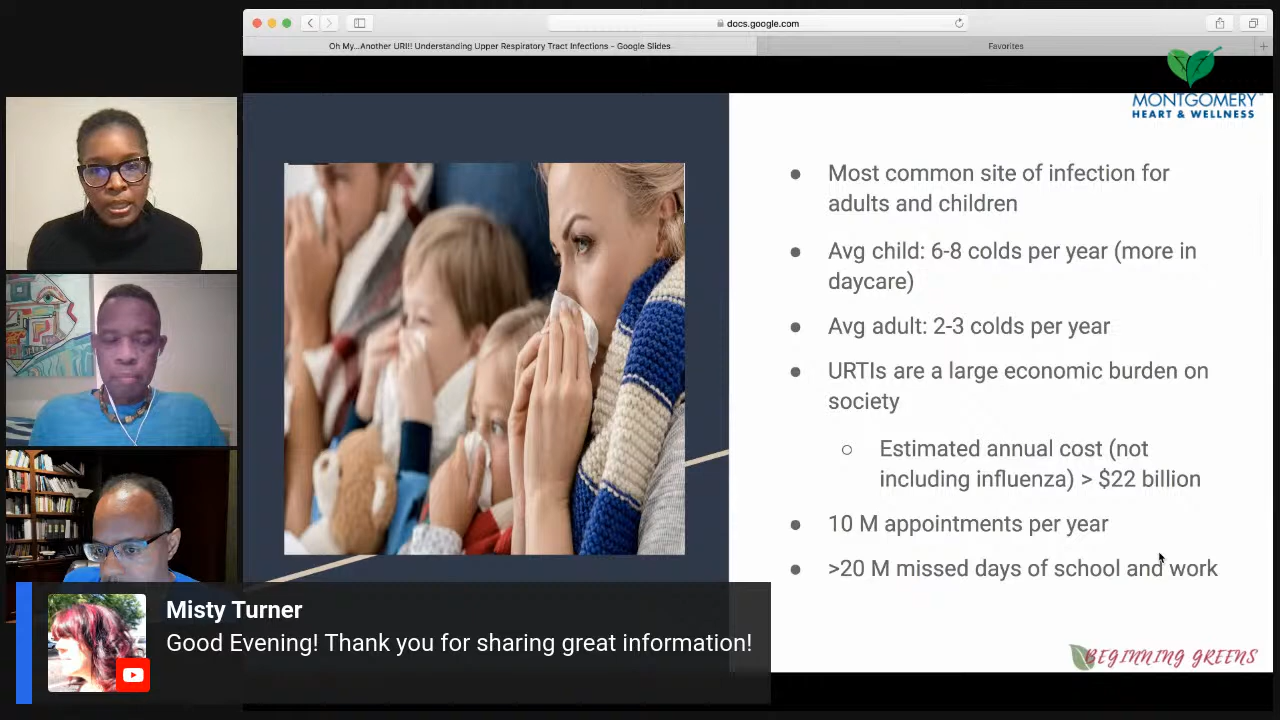 docs.google.com
Oh My...Another URI!! Understanding Upper Respiratory Tract Infections - Google Slides
Favorites
MONTGOMERY
HEART & WELLNESS
Most common site of infection for
adults and children
Avg child: 6-8 colds per year (more in
daycare)
Avg adult: 2-3 colds per year
URTIs are a large economic burden on
society
Estimated annual cost (not
including influenza) > $22 billion
10 M appointments per year
>20 M missed days of school and work
BEGINNING GREENS
Misty Turner
Good Evening! Thank you for sharing great information!